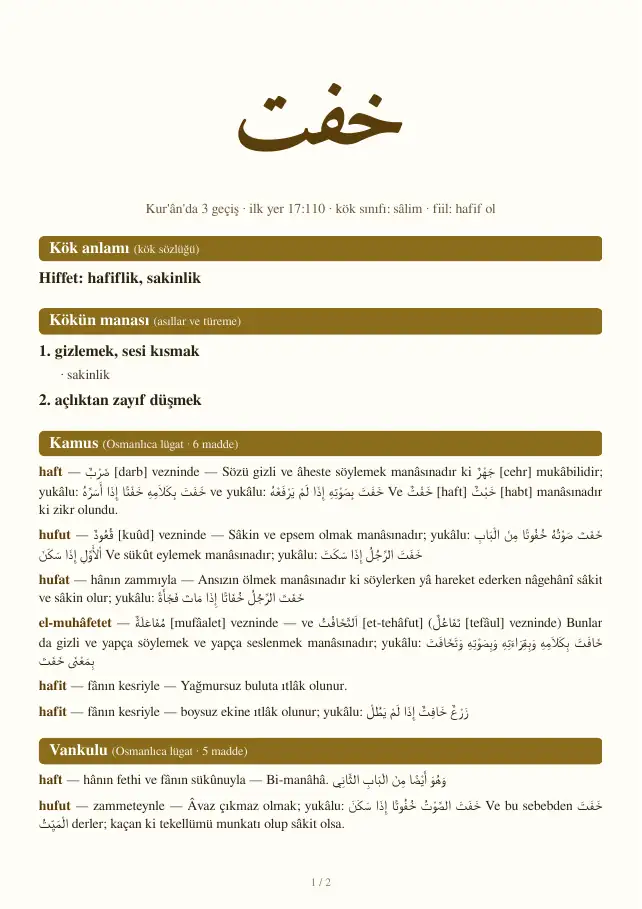 خفت
Kur'ân'da 3 geçiş · ilk yer 17:110 · kök sınıfı: sâlim · fiil: hafif ol
Kök anlamı (kök sözlüğü)
Hiffet: hafiflik, sakinlik
Kökün manası (asıllar ve türeme)
1. gizlemek, sesi kısmak
· sakinlik
2. açlıktan zayıf düşmek
Kamus (Osmanlıca lügat · 6 madde)
haft — ضَرْبٌ [darb] vezninde — Sözü gizli ve âheste söylemek manâsınadır ki جَهْرٌ [cehr] mukâbilidir;
yukâlu: خَفَتَ بِكَلَامِهِ خَفْتًا إِذَا أَسَرَّهُ ve yukâlu: خَفَتَ بِصَوْتِهِ إِذَا لَمْ يَرْفَعْهُ Ve خَفْتٌ [haft] خَبْتٌ [habt] manâsınadır
ki zikr olundu.
hufut — قُعُودٌ [kuûd] vezninde — Sâkin ve epsem olmak manâsınadır; yukâlu: خَفَتَ صَوْتُهُ خُفُوتًا مِنَ الْبَابِ
الْأَوَّلِ إِذَا سَكَنَ Ve sükût eylemek manâsınadır; yukâlu: خَفَتَ الرَّجُلُ إِذَا سَكَتَ
hufat — hânın zammıyla — Ansızın ölmek manâsınadır ki söylerken yâ hareket ederken nâgehânî sâkit
ve sâkin olur; yukâlu: خَفَتَ الرَّجُلُ خُفَاتًا إِذَا مَاتَ فَجْأَةً
el-muhâfetet — مُفَاعَلَةٌ [mufâalet] vezninde — ve اَلتَّخَافُتُ [et-tehâfut] (تَفَاعُلٌ [tefâul] vezninde) Bunlar
da gizli ve yapça söylemek ve yapça seslenmek manâsınadır; yukâlu: خَافَتَ بِكَلَامِهِ وَبِقِرَاءَتِهِ وَبِصَوْتِهِ وَتَخَافَتَ
بِمَعْنَى خَفَتَ
hafit — fânın kesriyle — Yağmursuz buluta ıtlâk olunur.
hafit — fânın kesriyle — boysuz ekine ıtlâk olunur; yukâlu: زَرْعٌ خَافِتٌ إِذَا لَمْ يَطُلْ
Vankulu (Osmanlıca lügat · 5 madde)
haft — hânın fethi ve fânın sükûnuyla — Bi-manâhâ. وَهُوَ أَيْضًا مِنَ الْبَابِ الثَّانِي
hufut — zammeteynle — Âvaz çıkmaz olmak; yukâlu: خَفَتَ الصَّوْتُ خُفُوتًا إِذَا سَكَنَ Ve bu sebebden خَفَتَ
الْمَيِّتُ derler; kaçan ki tekellümü munkatı olup sâkit olsa.
1 / 2